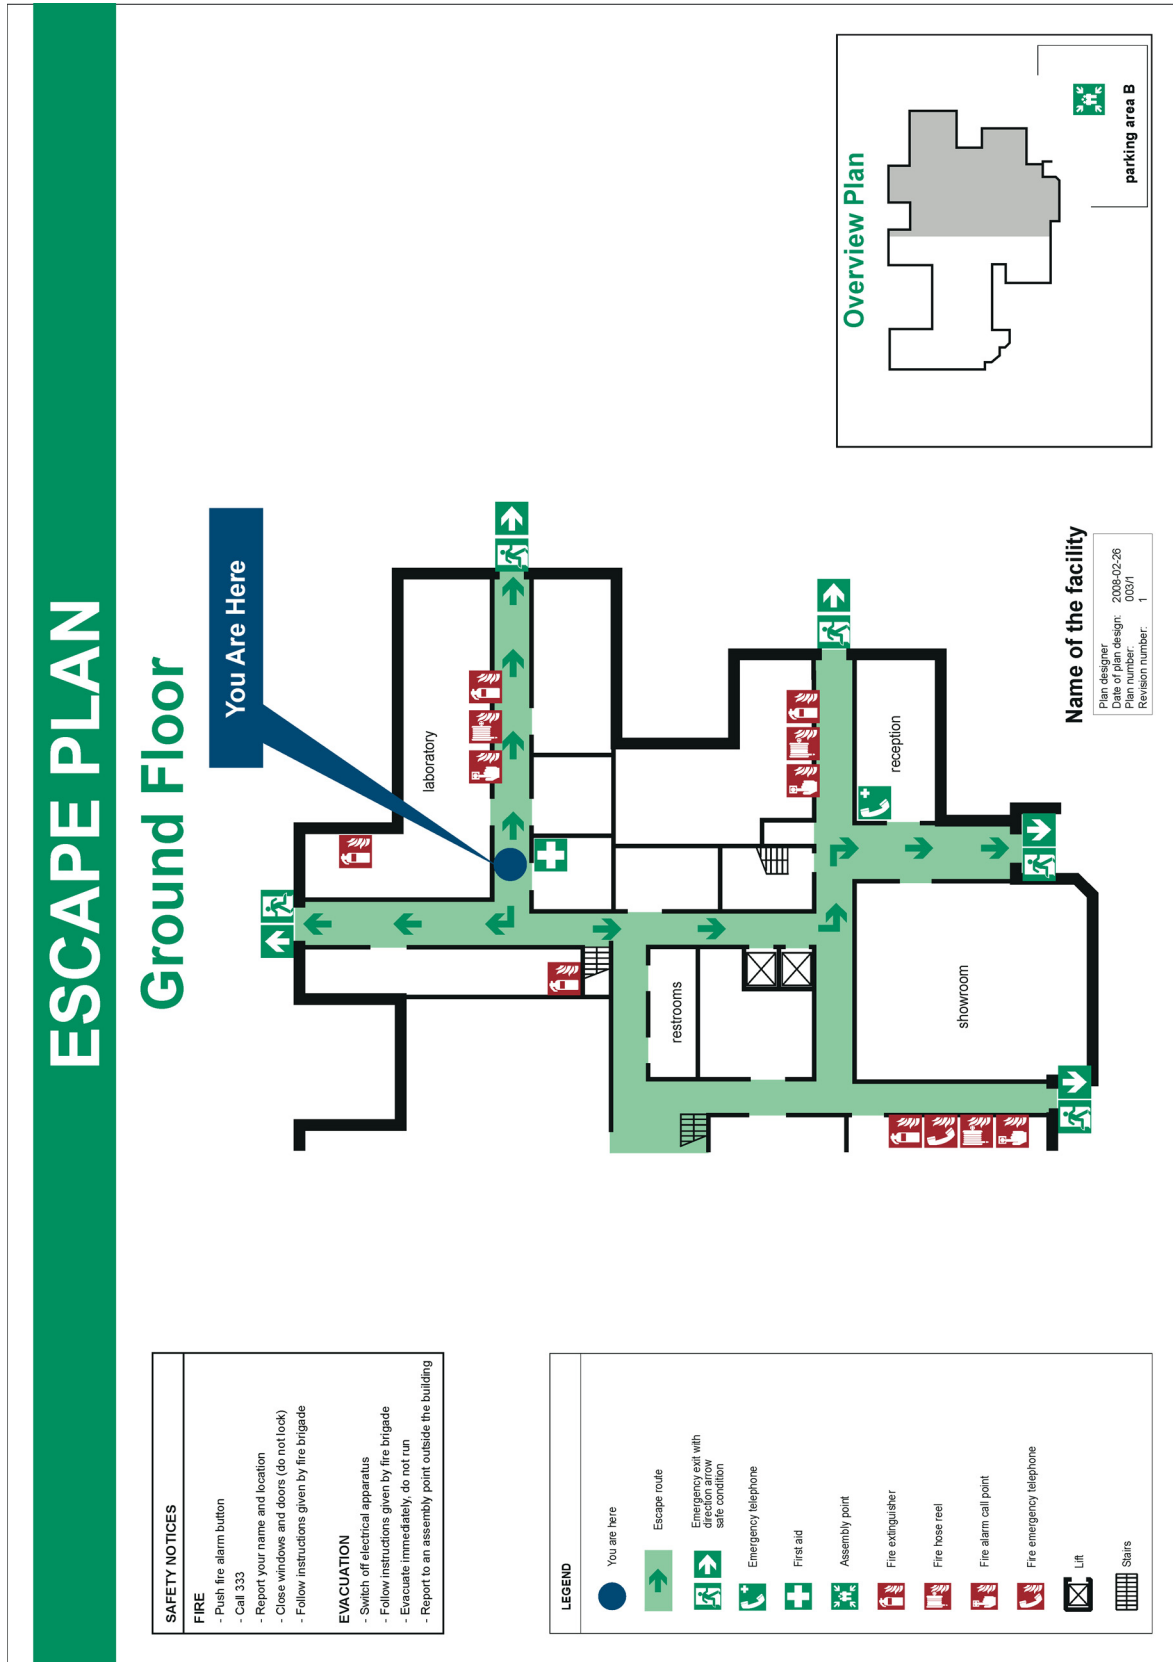 ESCAPE PLAN
Ground Floor
You Are Here
laboratory
restrooms
reception
showroom
Overview Plan
parking area B
SAFETY NOTICES
FIRE
- Push fire alarm button
- Call 333
- Report your name and location
- Close windows and doors (do not lock)
- Follow instructions given by fire brigade
EVACUATION
- Switch off electrical apparatus
- Follow instructions given by fire brigade
- Evacuate immediately, do not run
- Report to an assembly point outside the building
LEGEND
You are here
Escape route
Emergency exit with
direction arrow
safe condition
Emergency telephone
First aid
Assembly point
Fire extinguisher
Fire hose reel
Fire alarm call point
Fire emergency telephone
Lift
Stairs
Name of the facility
Plan designer
Date of plan design: 2008-02-26
Plan number: 003/1
Revision number: 1